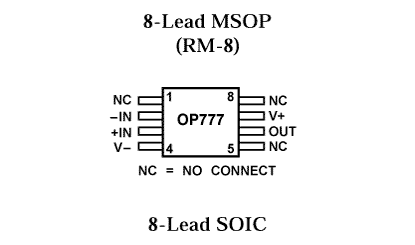 8-Lead MSOP
(RM-8)
NC 1 8 NC
–IN V+
+IN OP777 OUT
V– 4 5 NC
NC = NO CONNECT
8-Lead SOIC